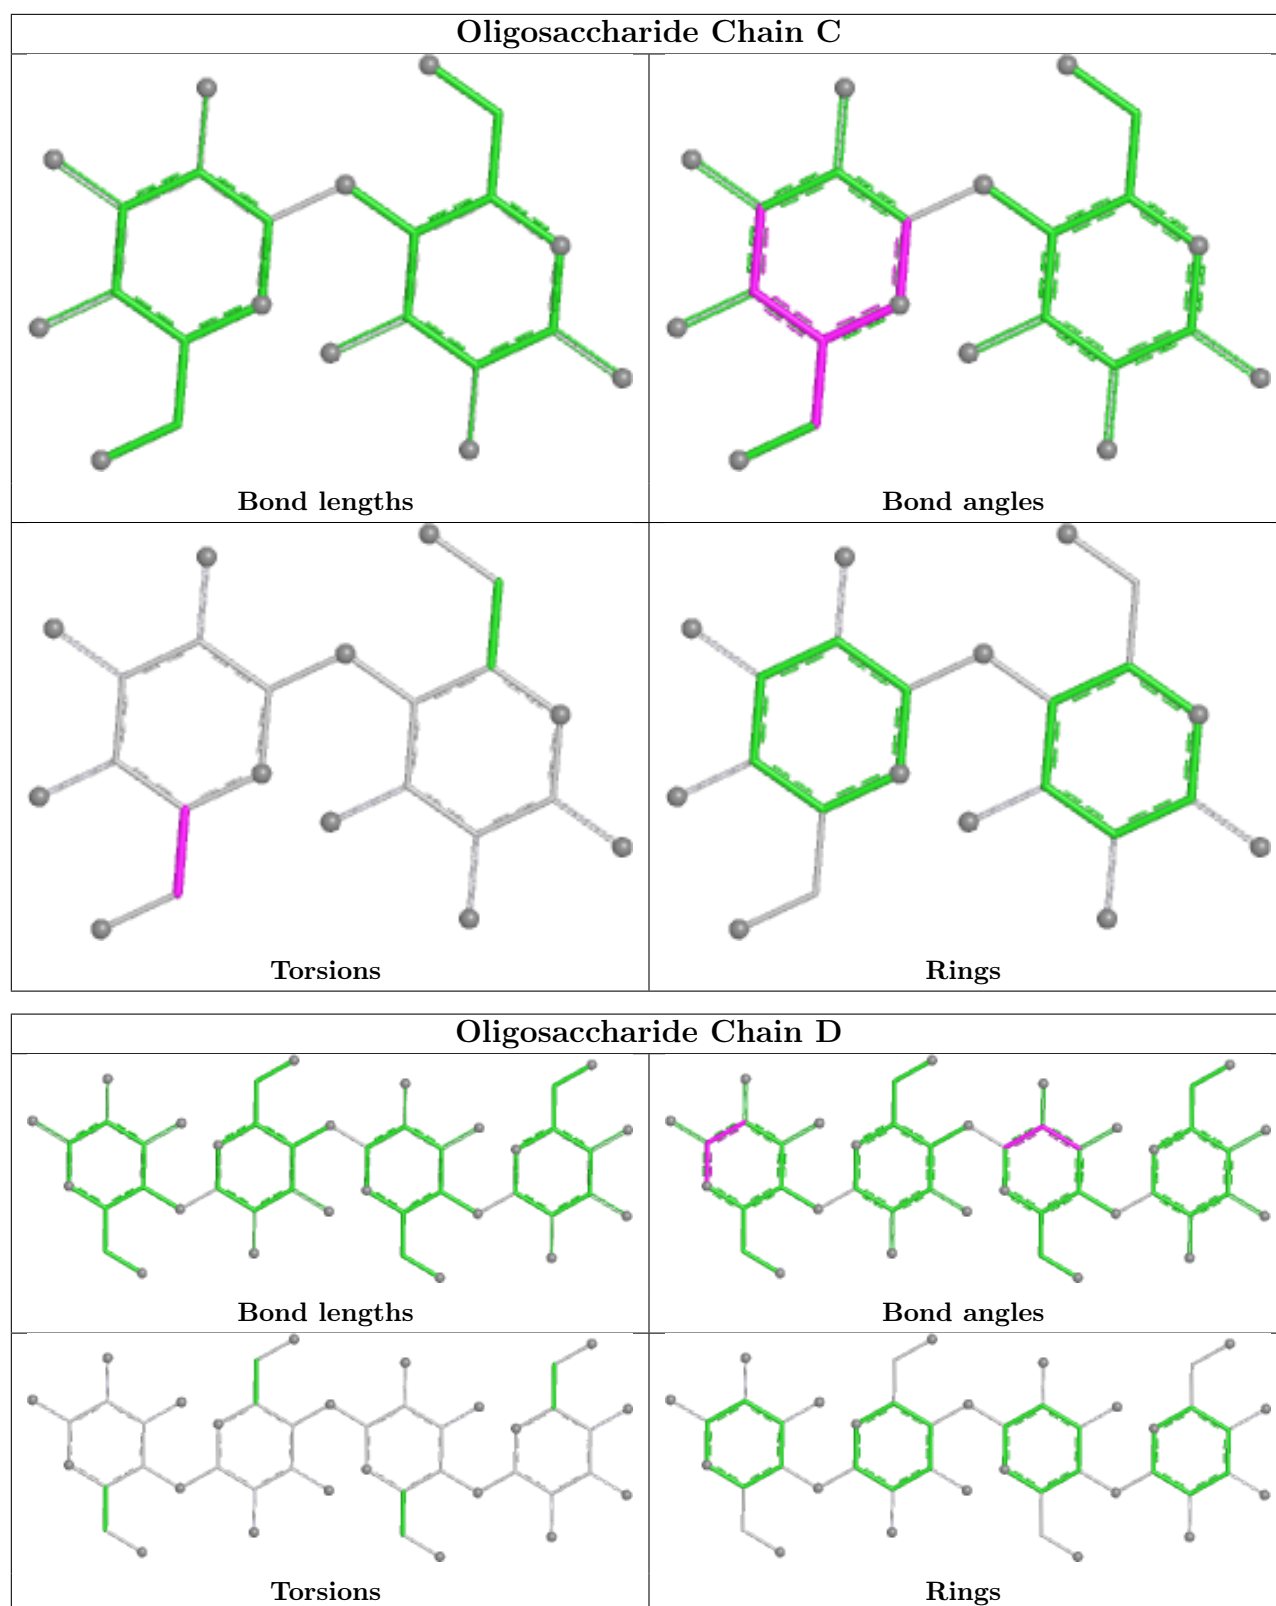 Oligosaccharide Chain C
Bond lengths
Bond angles
Torsions
Rings
Oligosaccharide Chain D
Bond lengths
Bond angles
Torsions
Rings